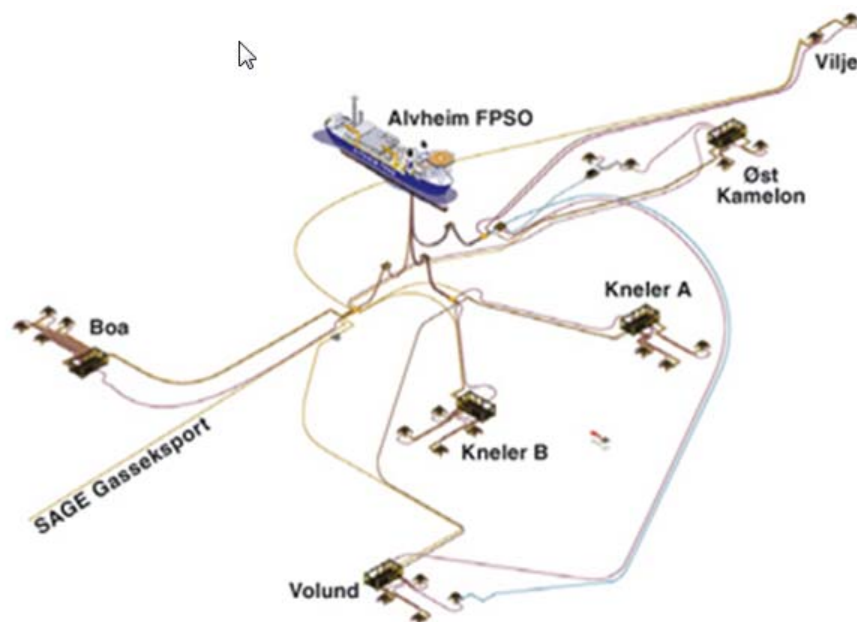 Vilje
Alvheim FPSO
Øst
Kamelon
Kneler A
Boa
SAGE Gasseksport
Kneler B
Volund